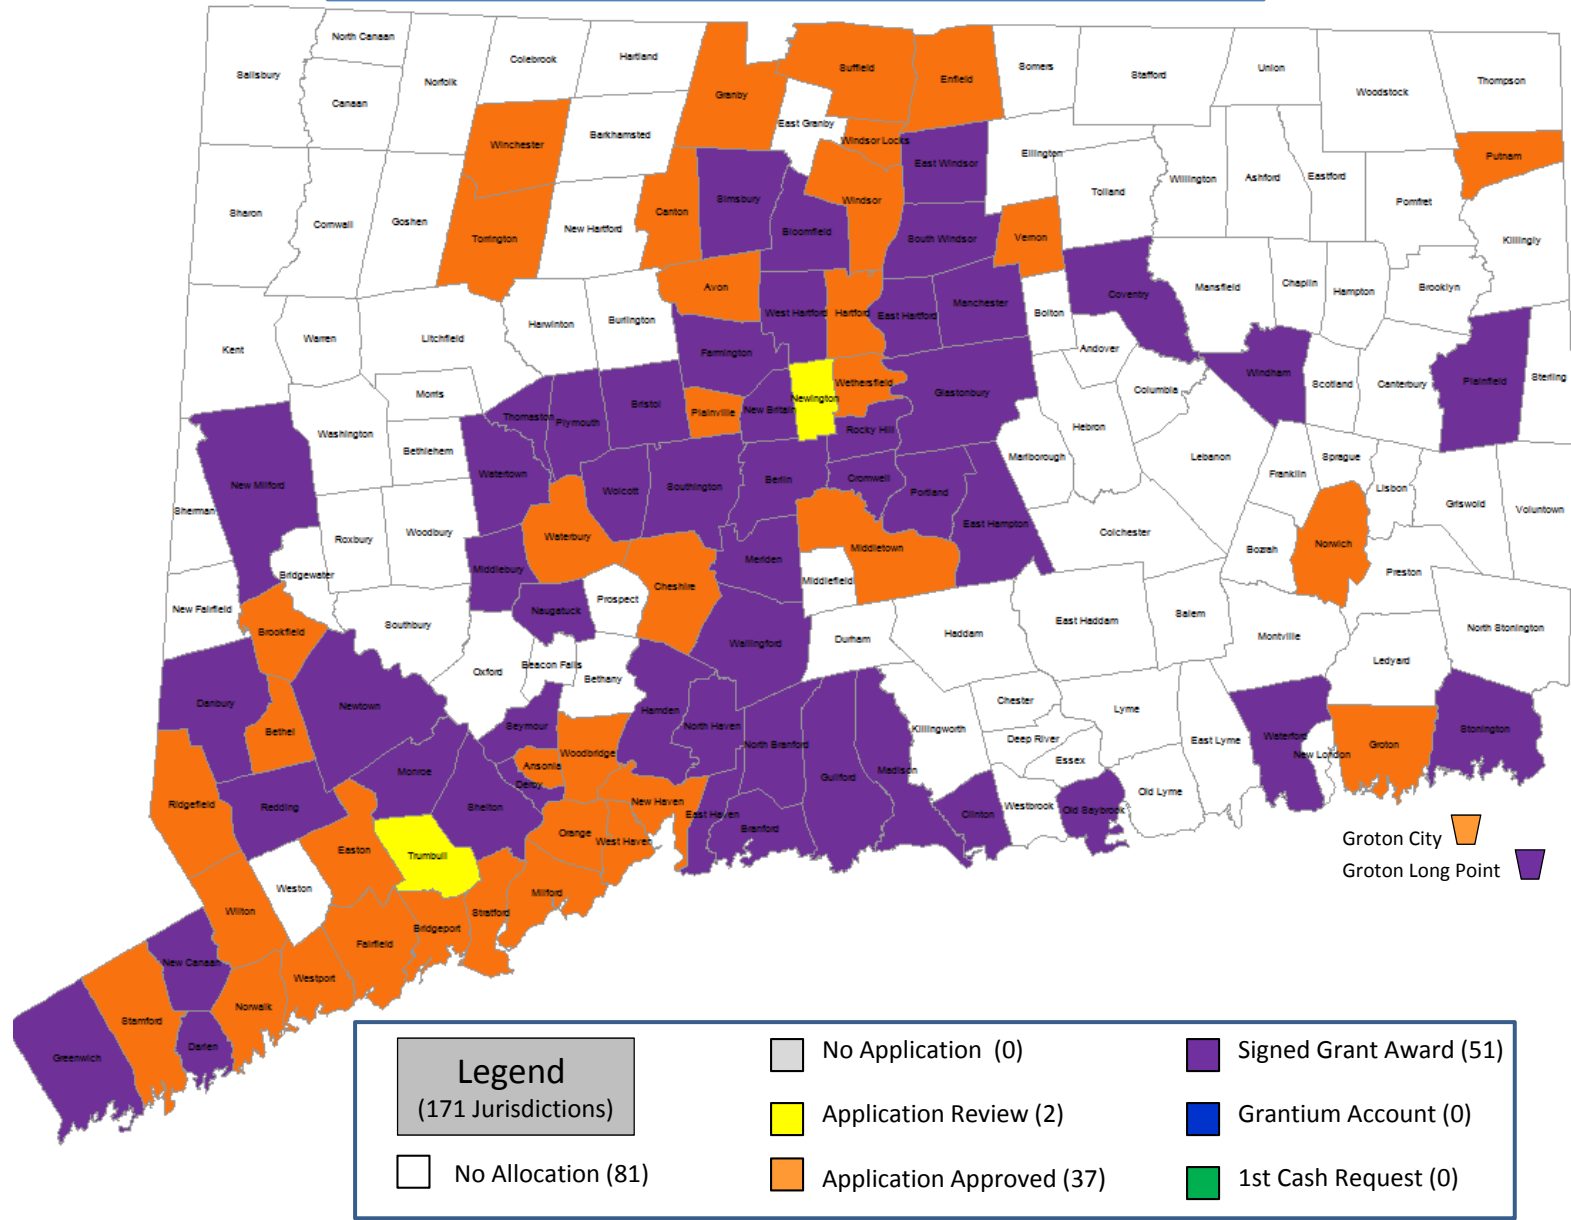 North Canaan
Colebrook
Hartland
Salisbury
Canaan
Norfolk
Suffield
Enfield
Somers
Stafford
Union
Woodstock
Thompson
Granby
East Granby
Winchester
Barkhamsted
Windsor Locks
East Windsor
Ellington
Tolland
Willington
Ashford
Eastford
Putnam
Pomfret
Sharon
Cornwall
Goshen
Torrington
New Hartford
Canton
Simsbury
Bloomfield
Windsor
South Windsor
Vernon
Killingly
Avon
Coventry
Mansfield
Chaplin
Hampton
Brooklyn
Kent
Warren
Litchfield
Harwinton
Burlington
West Hartford
Hartford
East Hartford
Manchester
Bolton
Farmington
Andover
Columbia
Windham
Scotland
Canterbury
Plainfield
Sterling
Morris
Thomaston
Plymouth
Bristol
Plainville
New Britain
Newington
Wethersfield
Glastonbury
Rocky Hill
Washington
Bethlehem
Hebron
Marlborough
Lebanon
Franklin
Sprague
New Milford
Watertown
Wolcott
Southington
Berlin
Cromwell
Portland
East Hampton
Lisbon
Griswold
Voluntown
Sherman
Roxbury
Woodbury
Waterbury
Middletown
Colchester
Bozrah
Norwich
Preston
Bridgewater
Middlebury
Cheshire
Meriden
Middlefield
New Fairfield
Brookfield
Southbury
Naugatuck
Prospect
Wallingford
Durham
Haddam
East Haddam
Salem
Montville
North Stonington
Ledyard
Oxford
Beacon Falls
Bethany
Danbury
Bethel
Newtown
Seymour
Woodbridge
Hamden
North Haven
North Branford
Guilford
Madison
Killingworth
Chester
Deep River
Essex
Lyme
East Lyme
Waterford
New London
Groton
Stonington
Ridgefield
Redding
Monroe
Shelton
Ansonia
Derby
New Haven
East Haven
Branford
Clinton
Westbrook
Old Saybrook
Old Lyme
Easton
Trumbull
Orange
West Haven
Weston
Milford
Wilton
Stratford
Bridgeport
Fairfield
Westport
Norwalk
New Canaan
Stamford
Darien
Greenwich
Groton City
Groton Long Point
Legend
(171 Jurisdictions)
No Allocation (81)
No Application (0)
Application Review (2)
Application Approved (37)
Signed Grant Award (51)
Grantium Account (0)
1st Cash Request (0)